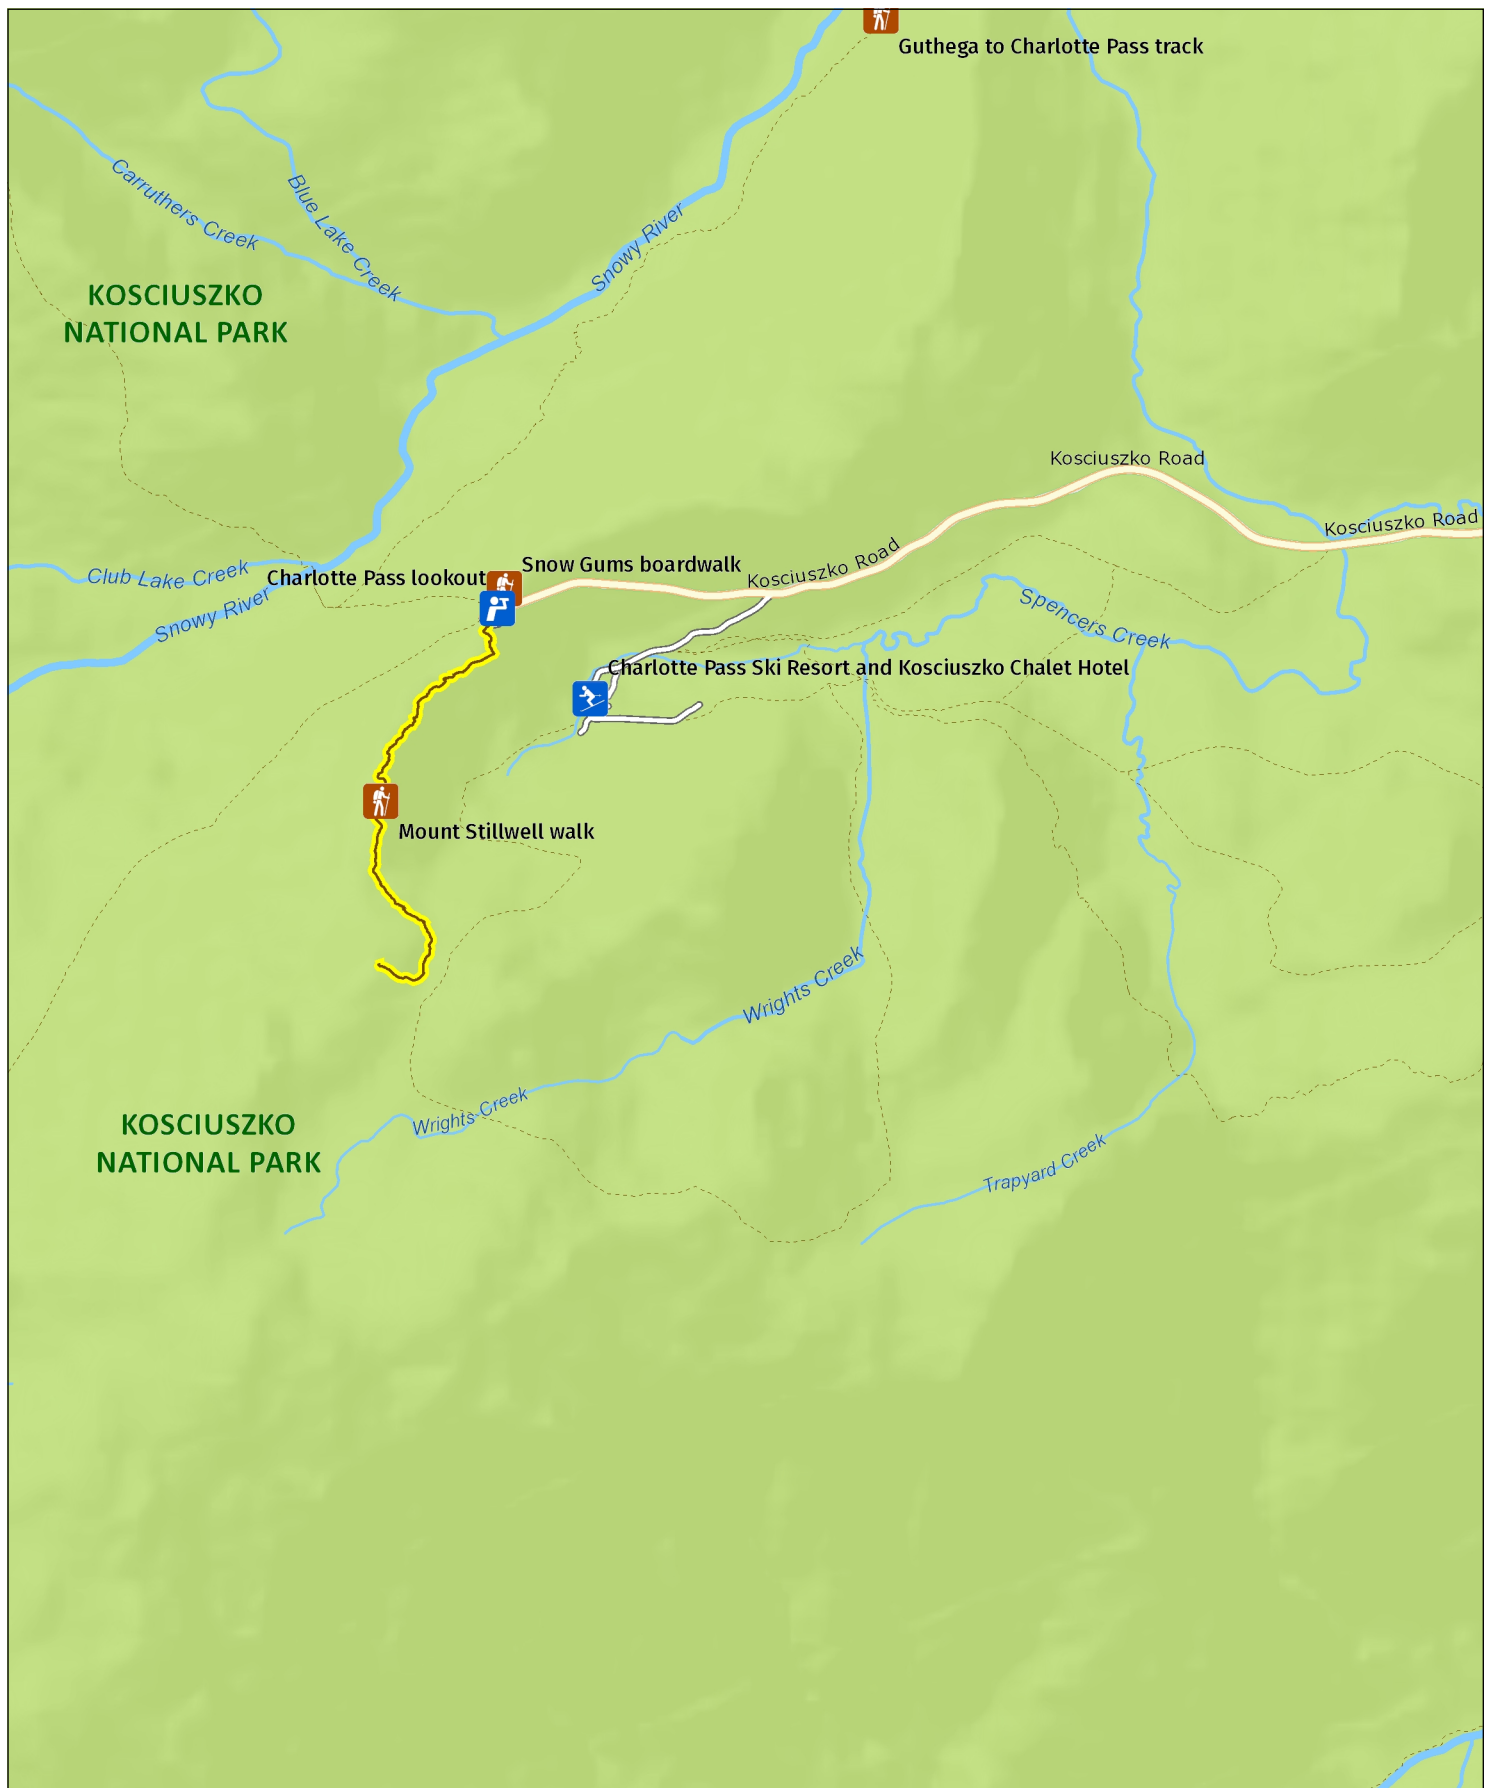 Guthega to Charlotte Pass track
Carruthers Creek
Blue Lake Creek
Snowy River
KOSCIUSZKO
NATIONAL PARK
Kosciuszko Road
Kosciuszko Road
Kosciuszko Road
Snow Gums boardwalk
Charlotte Pass lookout
Club Lake Creek
Snowy River
Spencers Creek
Charlotte Pass Ski Resort and Kosciuszko Chalet Hotel
Mount Stillwell walk
Wrights Creek
Wrights Creek
KOSCIUSZKO
NATIONAL PARK
Trapyard Creek